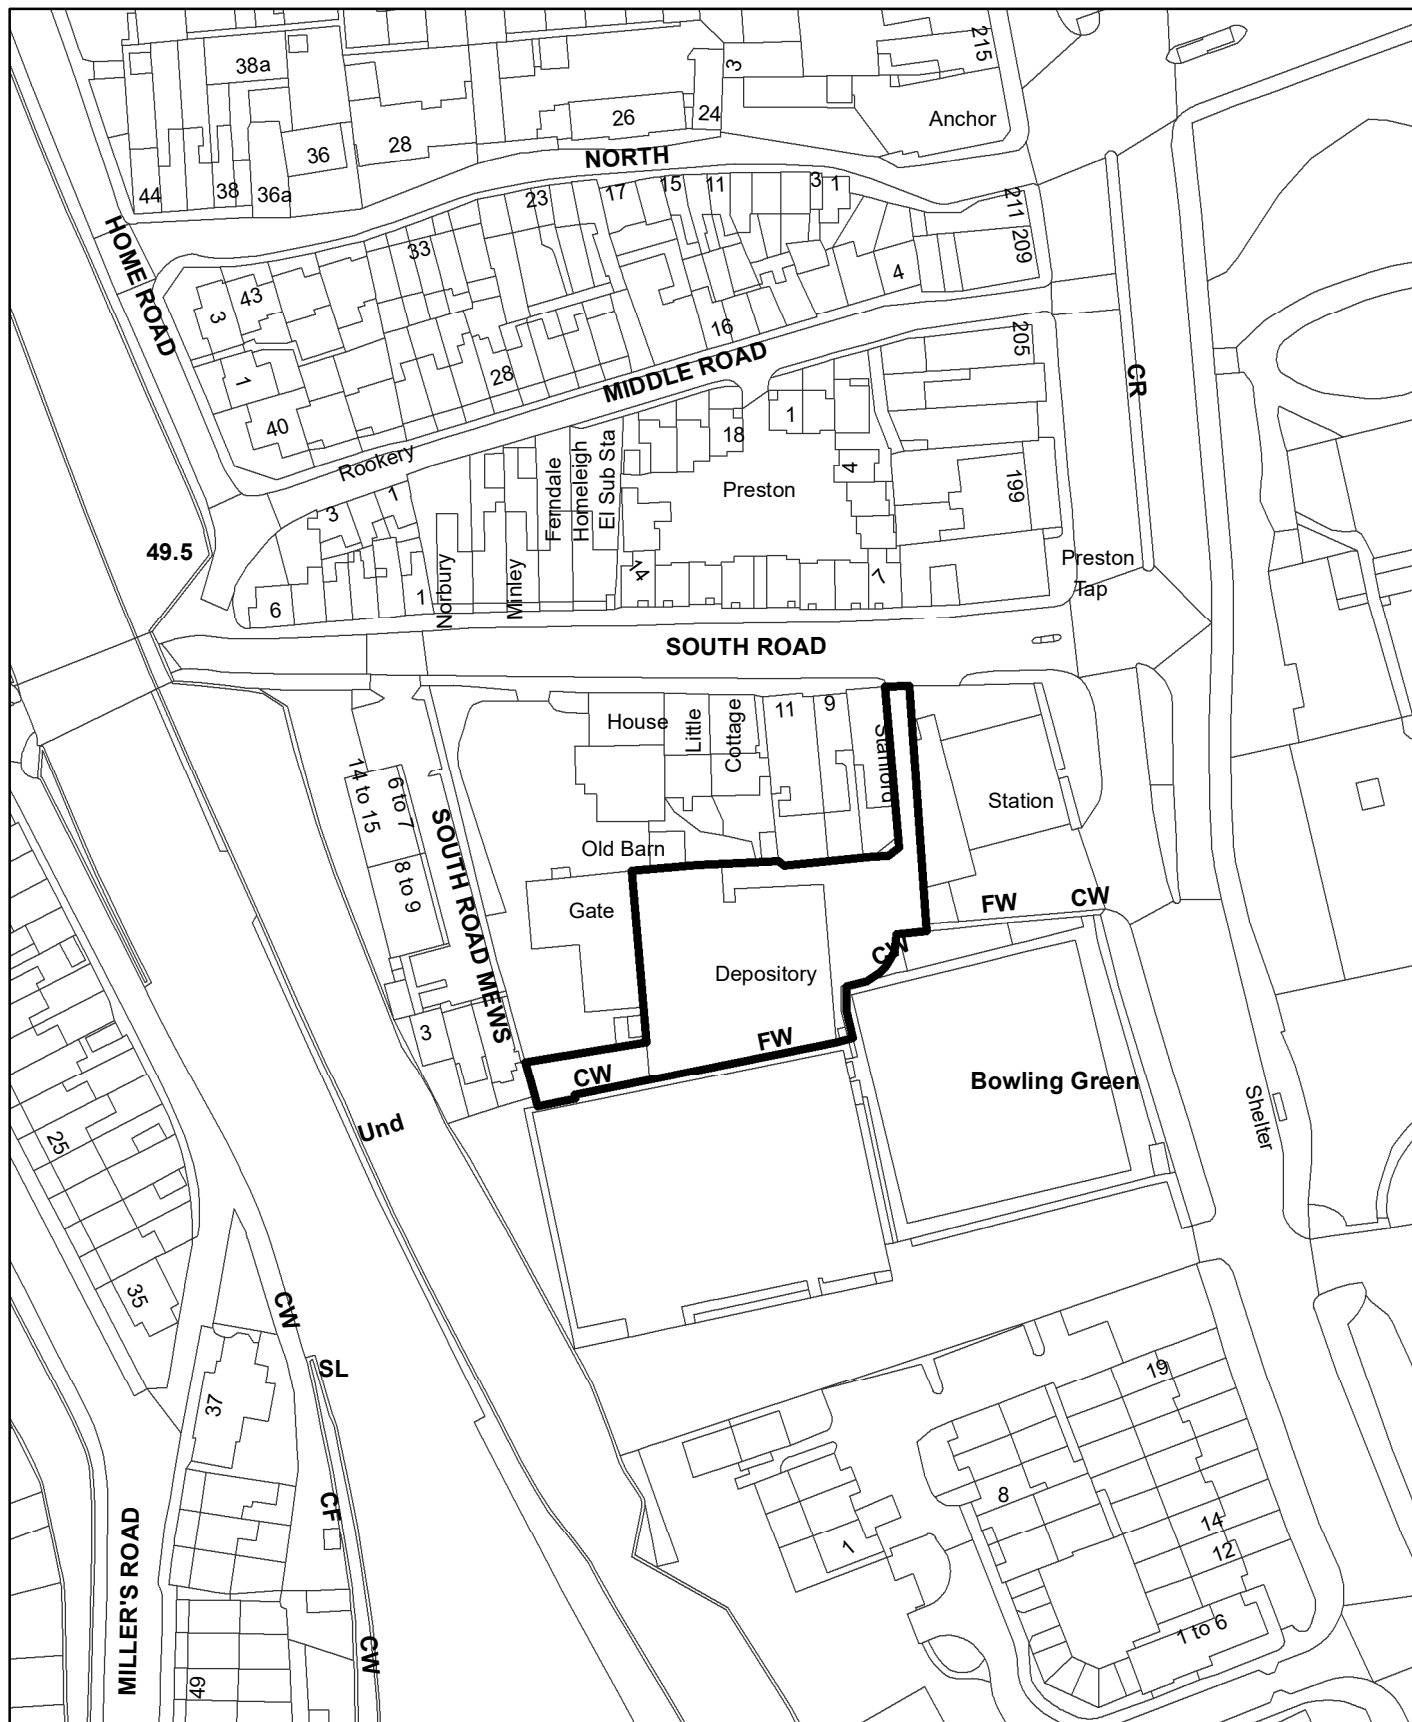 215
38a
3
24
26
Anchor
28
36
NORTH
44
38
36a
23
17
15
11
3
1
211
209
HOME ROAD
33
4
43
3
16
205
MIDDLE ROAD
1
28
CR
40
1
18
Rookery
Ferndale
Homeleigh
El Sub Sta
4
Preston
199
3
1
49.5
Norbury
Minley
14
7
Preston
Tap
6
1
SOUTH ROAD
House
Little
Cottage
11
9
Stanford
14 to 15
6 to 7
Station
SOUTH ROAD MEWS
Old Barn
8 to 9
Gate
FW
CW
CW
Depository
3
FW
CW
Bowling Green
Und
Shelter
25
35
CW
SL
37
19
8
CF
14
1
12
MILLER'S ROAD
1 to 6
CW
49